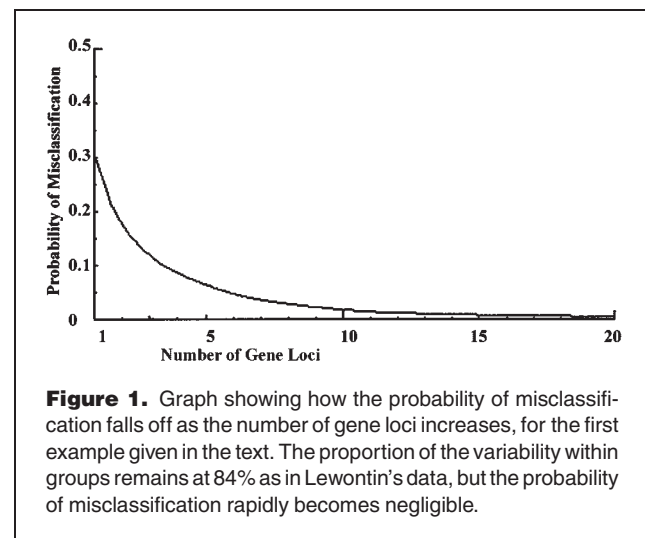 0.5
0.4
0.3
0.2
0.1
0
Probability of Misclassification
1 5 10 15 20
Number of Gene Loci
Figure 1. Graph showing how the probability of misclassifi-
cation falls off as the number of gene loci increases, for the first
example given in the text. The proportion of the variability within
groups remains at 84% as in Lewontin's data, but the probability
of misclassification rapidly becomes negligible.